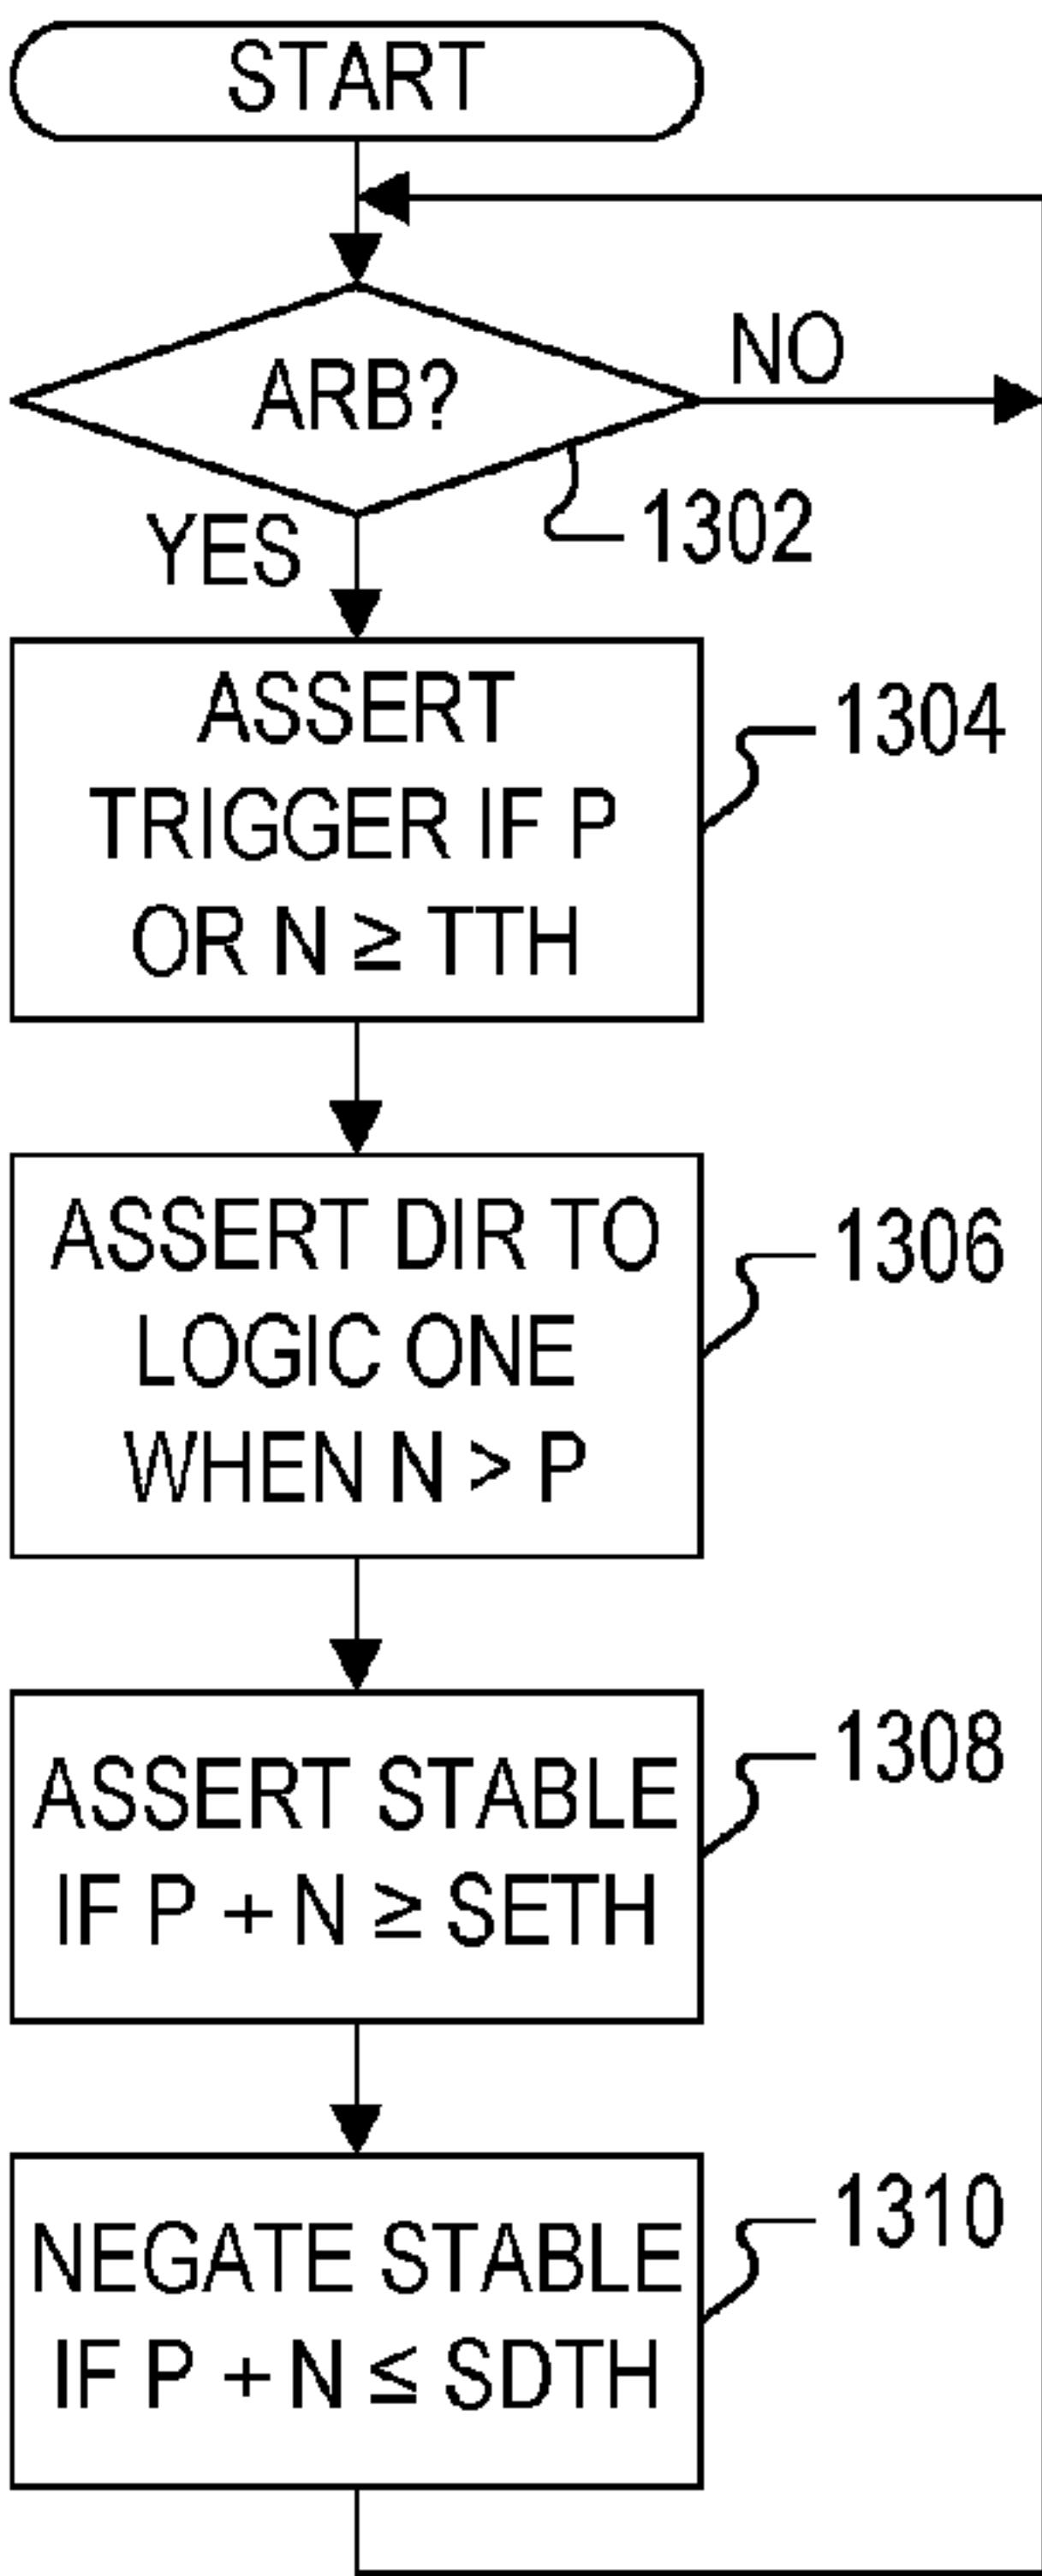 START
ARB?
NO
1302
YES
ASSERT
TRIGGER IF P
OR N ≥ TTH
1304
ASSERT DIR TO
LOGIC ONE
WHEN N > P
1306
ASSERT STABLE
IF P + N ≥ SETH
1308
NEGATE STABLE
IF P + N ≤ SDTH
1310